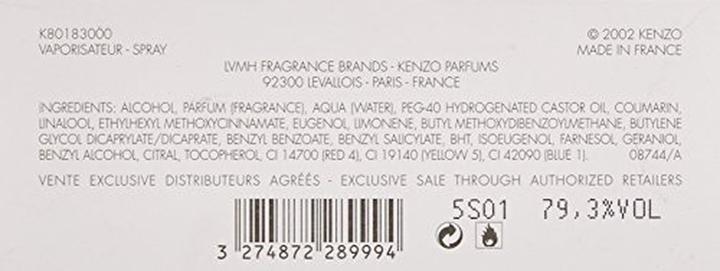 K80183000
VAPORISATEUR - SPRAY
© 2002 KENZO
MADE IN FRANCE
LVMH FRAGRANCE BRANDS - KENZO PARFUMS
92300 LEVALLOIS - PARIS - FRANCE
INGREDIENTS: ALCOHOL, PARFUM (FRAGRANCE), AQUA (WATER), PEG-40 HYDROGENATED CASTOR OIL, COUMARIN,
LINALOOL, ETHYLHEXYL METHOXYCINNAMATE, EUGENOL, LIMONENE, BUTYL METHOXYDIBENZOYLMETHANE, BUTYLENE
GLYCOL DICAPRYLATE/DICAPRATE, BENZYL BENZOATE, BENZYL SALICYLATE, BHT, ISOEUGENOL, FARNESOL, GERANIOL,
BENZYL ALCOHOL, CITRAL, TOCOPHEROL, CI 14700 (RED 4), CI 19140 (YELLOW 5), CI 42090 (BLUE 1). 08744/A
VENTE EXCLUSIVE DISTRIBUTEURS AGRÉÉS - EXCLUSIVE SALE THROUGH AUTHORIZED RETAILERS
5S01 79,3%VOL
3 274872 289994